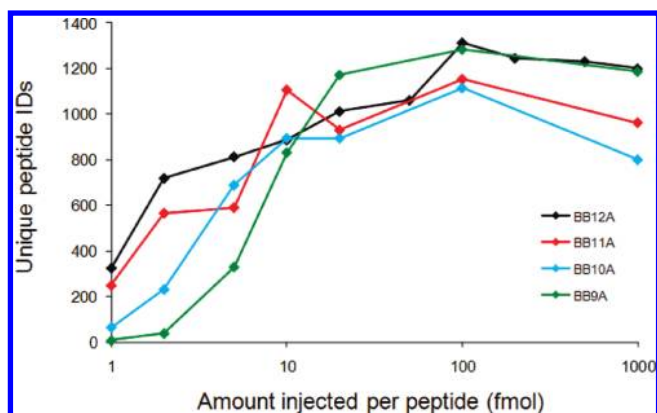 1400
1200
1000
800
600
400
200
0
Unique peptide IDs
BB12A
BB11A
BB10A
BB9A
1 10 100 1000
Amount injected per peptide (fmol)